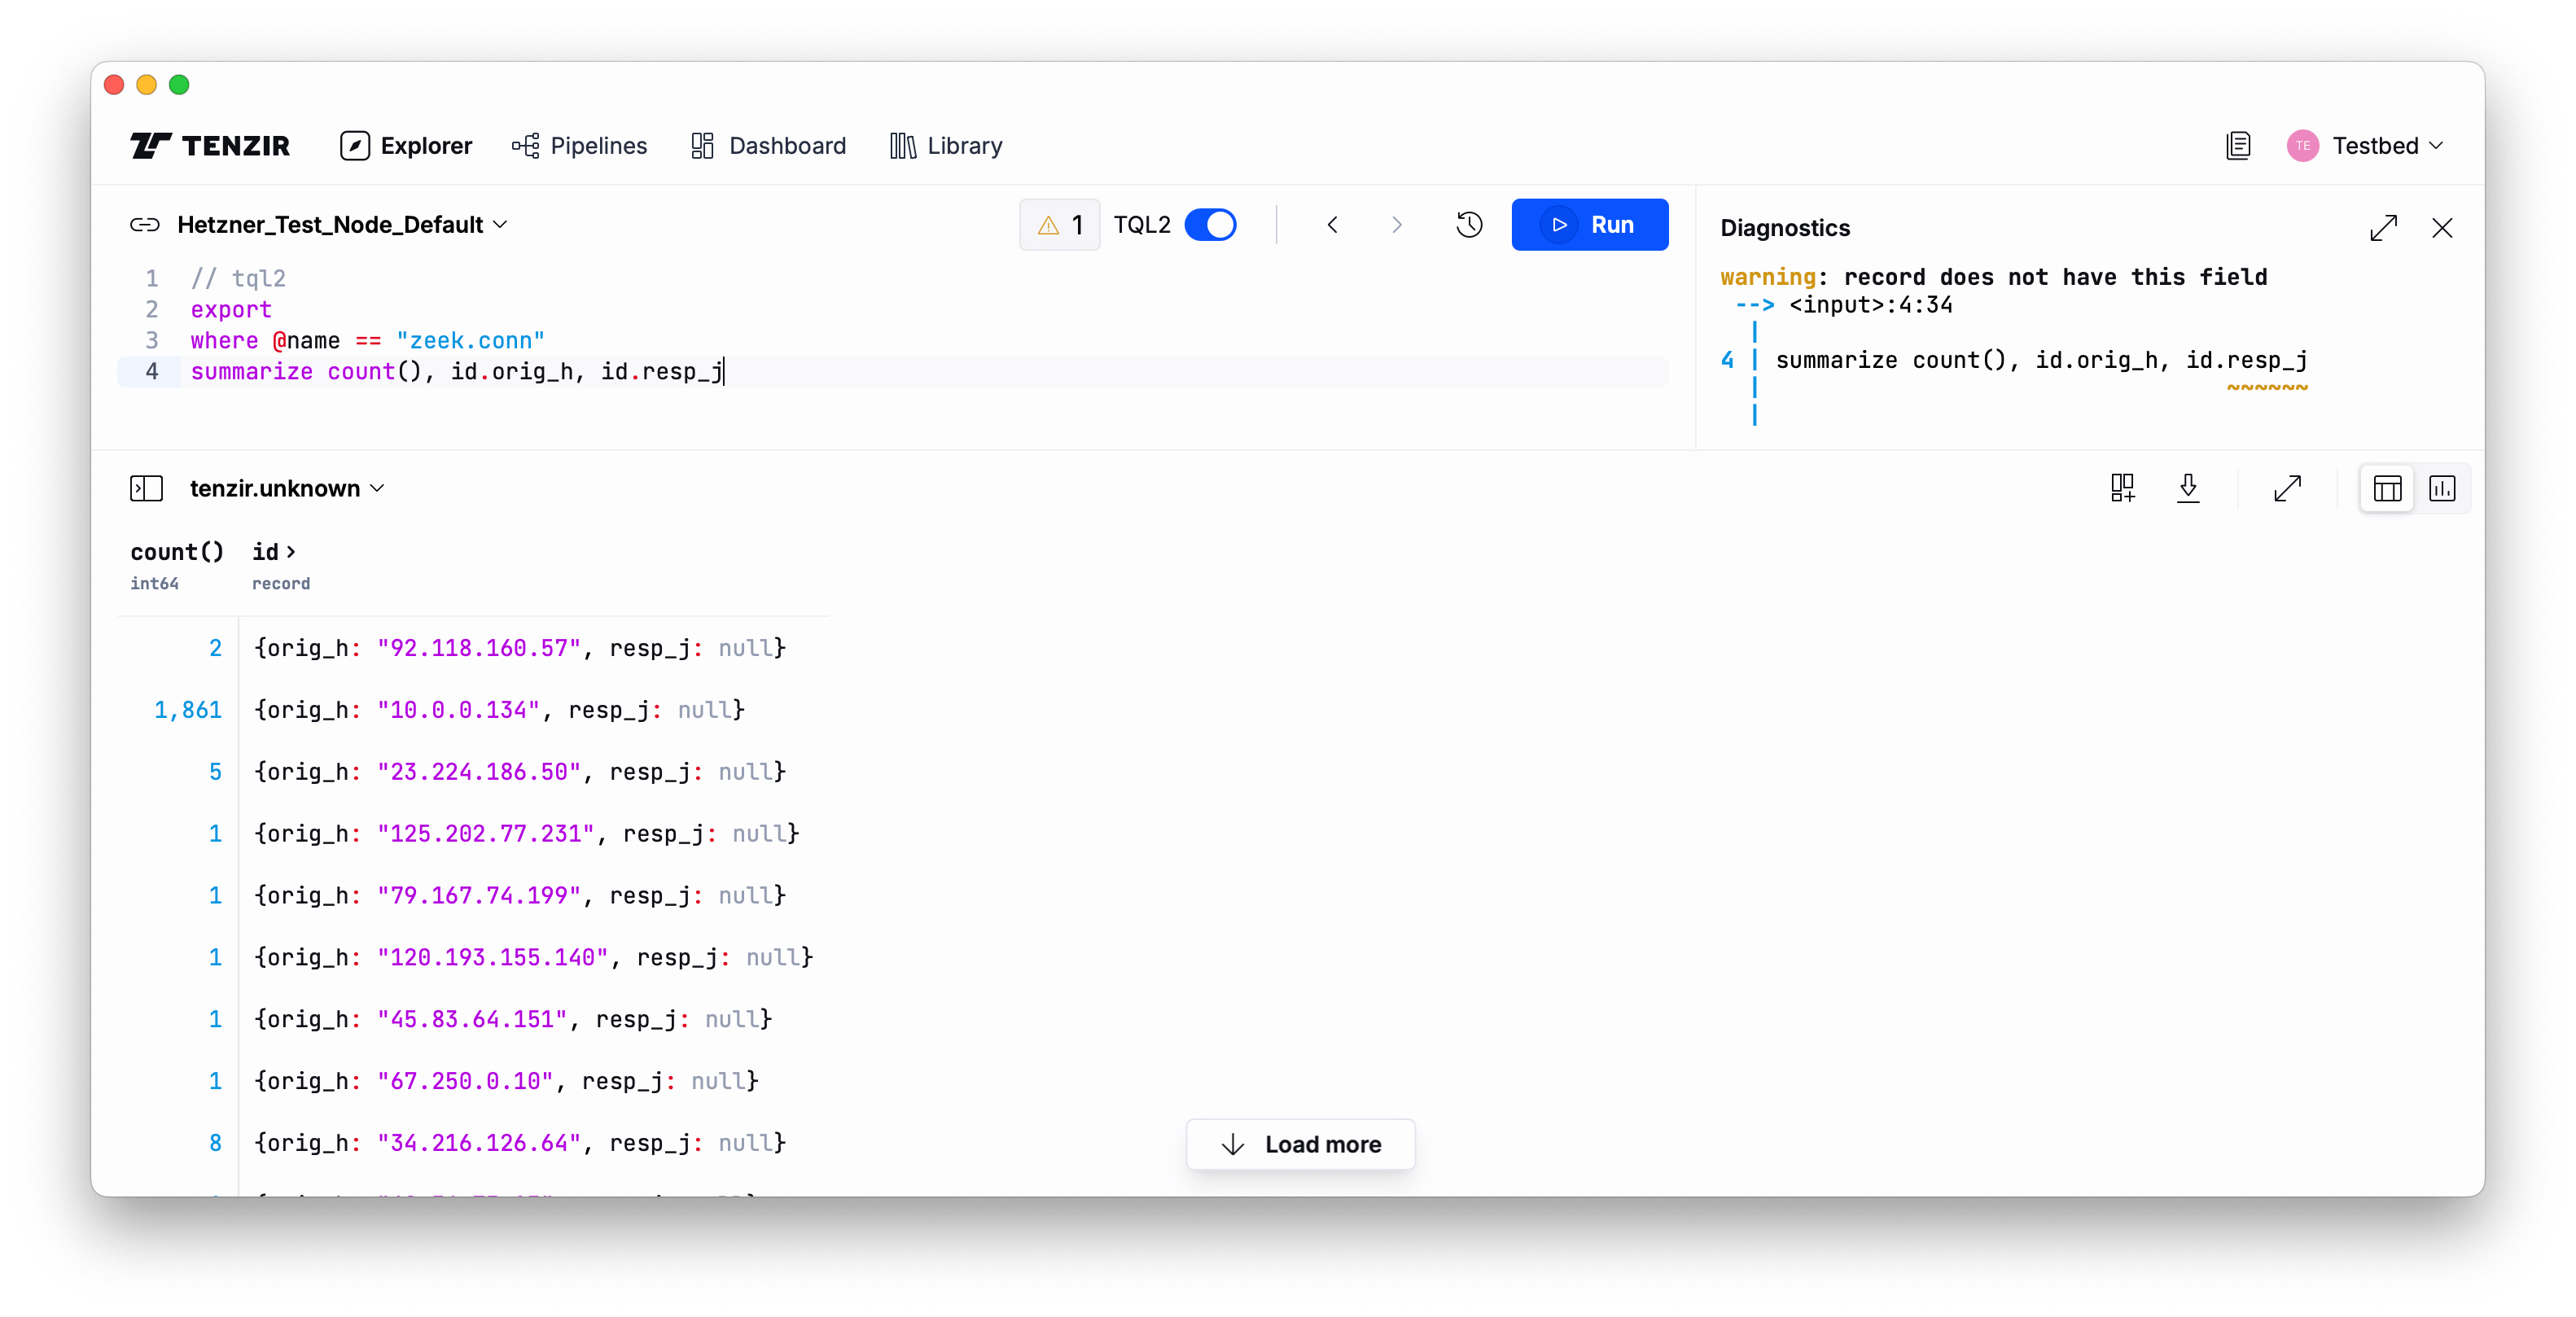 TENZIR Explorer Pipelines Dashboard Library TE Testbed
Hetzner_Test_Node_Default 1 TQL2 Run
1 // tql2
2 export
3 where @name == "zeek.conn"
4 summarize count(), id.orig_h, id.resp_j
Diagnostics
warning: record does not have this field
--> <input>:4:34
|
4 | summarize count(), id.orig_h, id.resp_j
| ~~~~~~
|
tenzir.unknown
count() id
int64 record
2 {orig_h: "92.118.160.57", resp_j: null}
1,861 {orig_h: "10.0.0.134", resp_j: null}
5 {orig_h: "23.224.186.50", resp_j: null}
1 {orig_h: "125.202.77.231", resp_j: null}
1 {orig_h: "79.167.74.199", resp_j: null}
1 {orig_h: "120.193.155.140", resp_j: null}
1 {orig_h: "45.83.64.151", resp_j: null}
1 {orig_h: "67.250.0.10", resp_j: null}
8 {orig_h: "34.216.126.64", resp_j: null}
Load more